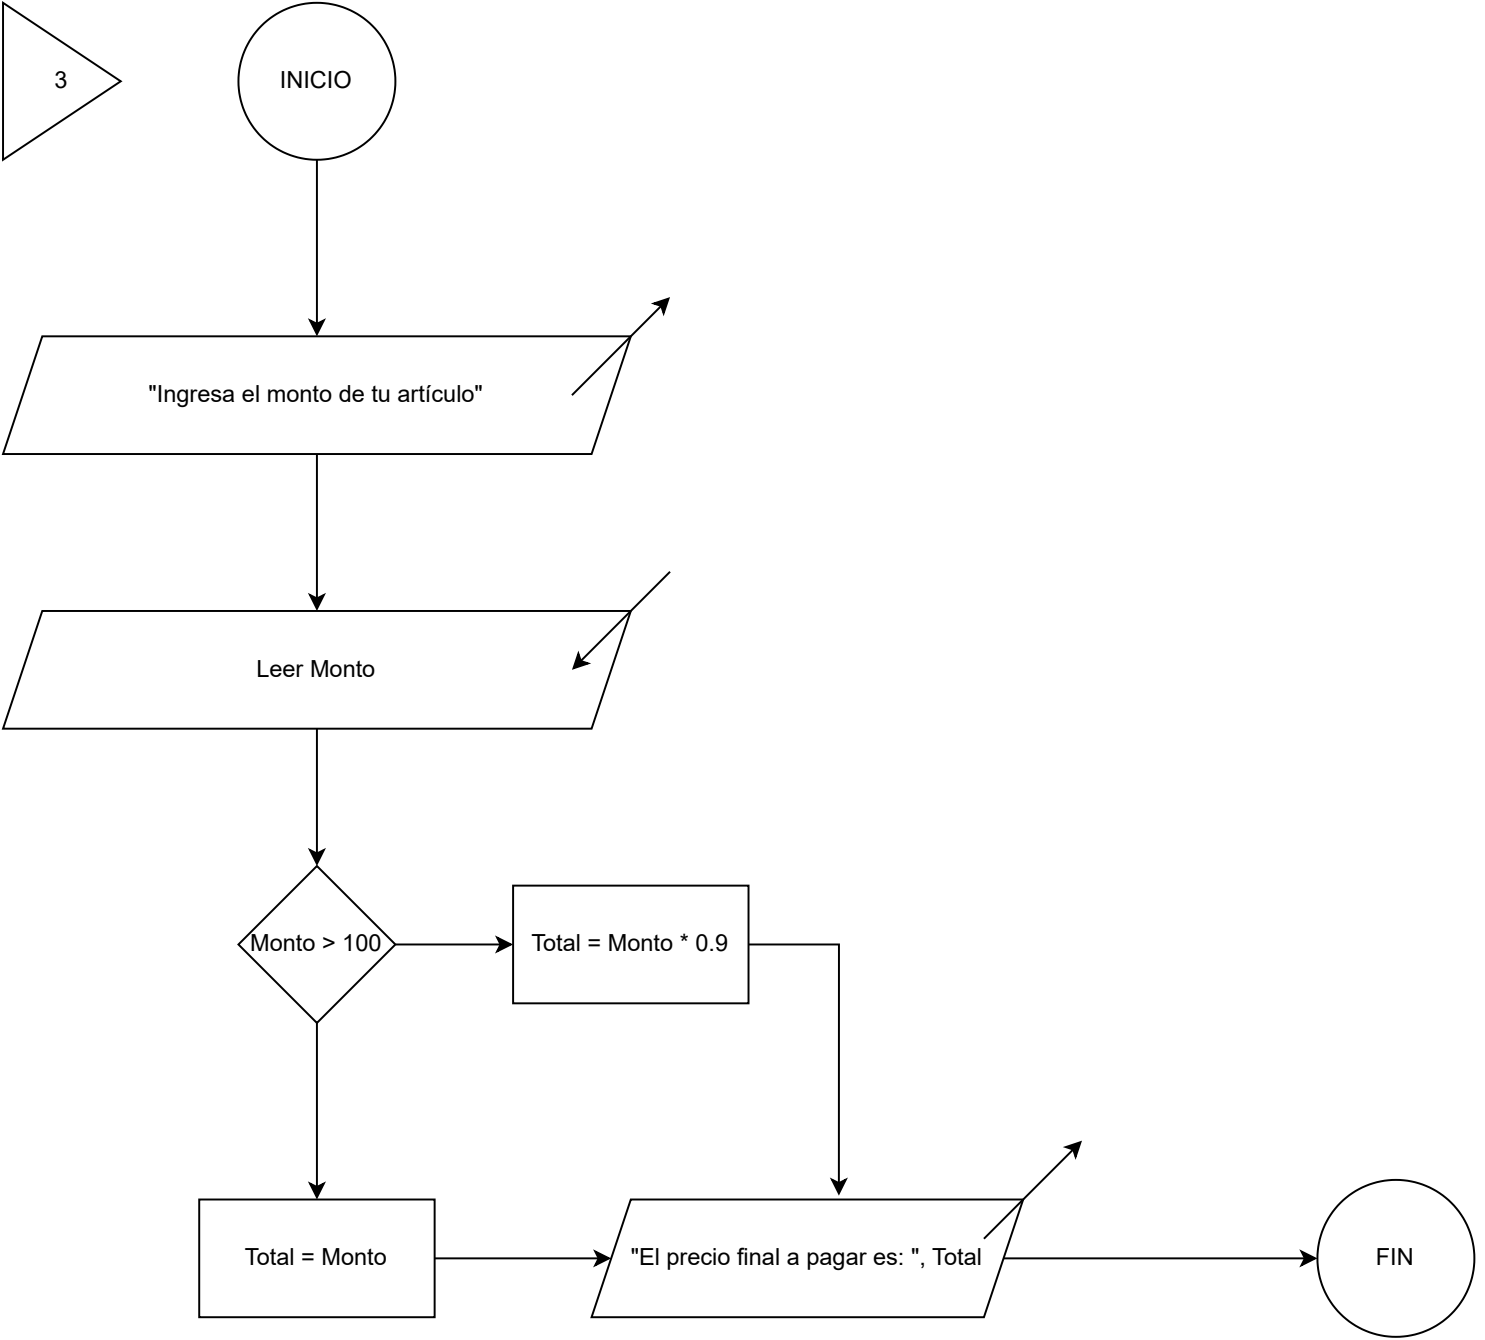 3
INICIO
"Ingresa el monto de tu artículo"
Leer Monto
Monto > 100
Total = Monto * 0.9
Total = Monto
"El precio final a pagar es: ", Total
FIN